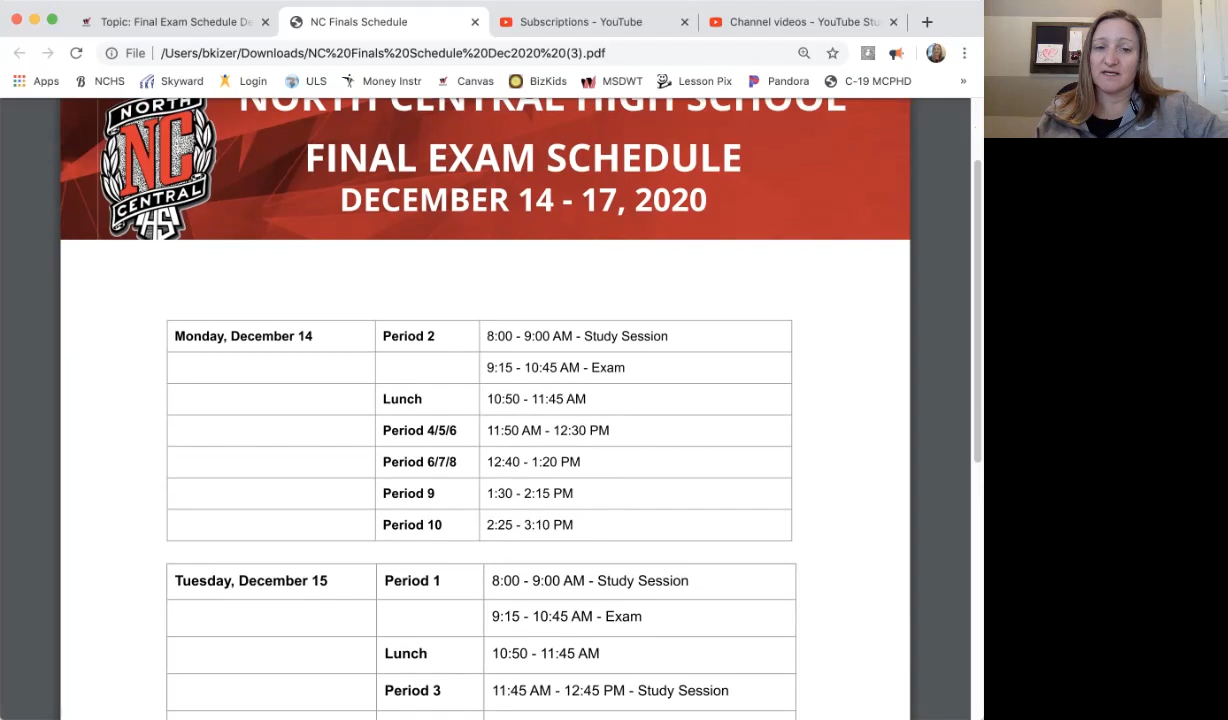 Topic: Final Exam Schedule De
NC Finals Schedule
Subscriptions - YouTube
Channel videos - YouTube Stu
File | /Users/bkizer/Downloads/NC%20Finals%20Schedule%20Dec2020%20(3).pdf
Apps NCHS Skyward Login ULS Money Instr Canvas BizKids MSDWT Lesson Pix Pandora C-19 MCPHD »
NORTH CENTRAL HIGH SCHOOL
NORTH
NC
CENTRAL
HS
FINAL EXAM SCHEDULE
DECEMBER 14 - 17, 2020
Monday, December 14 Period 2 8:00 - 9:00 AM - Study Session
9:15 - 10:45 AM - Exam
Lunch 10:50 - 11:45 AM
Period 4/5/6 11:50 AM - 12:30 PM
Period 6/7/8 12:40 - 1:20 PM
Period 9 1:30 - 2:15 PM
Period 10 2:25 - 3:10 PM
Tuesday, December 15 Period 1 8:00 - 9:00 AM - Study Session
9:15 - 10:45 AM - Exam
Lunch 10:50 - 11:45 AM
Period 3 11:45 AM - 12:45 PM - Study Session